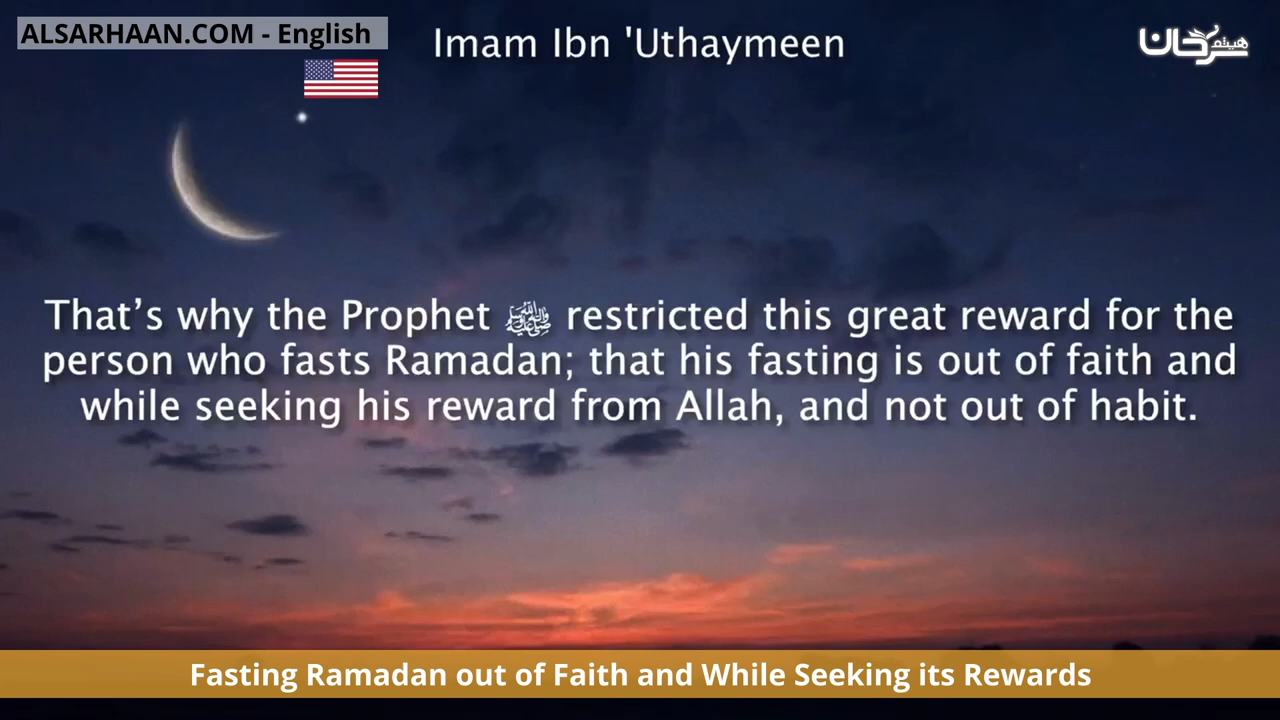 ALSARHAAN.COM - English
Imam Ibn 'Uthaymeen
هيثم سرحان
That’s why the Prophet ﷺ restricted this great reward for the
person who fasts Ramadan; that his fasting is out of faith and
while seeking his reward from Allah, and not out of habit.
Fasting Ramadan out of Faith and While Seeking its Rewards